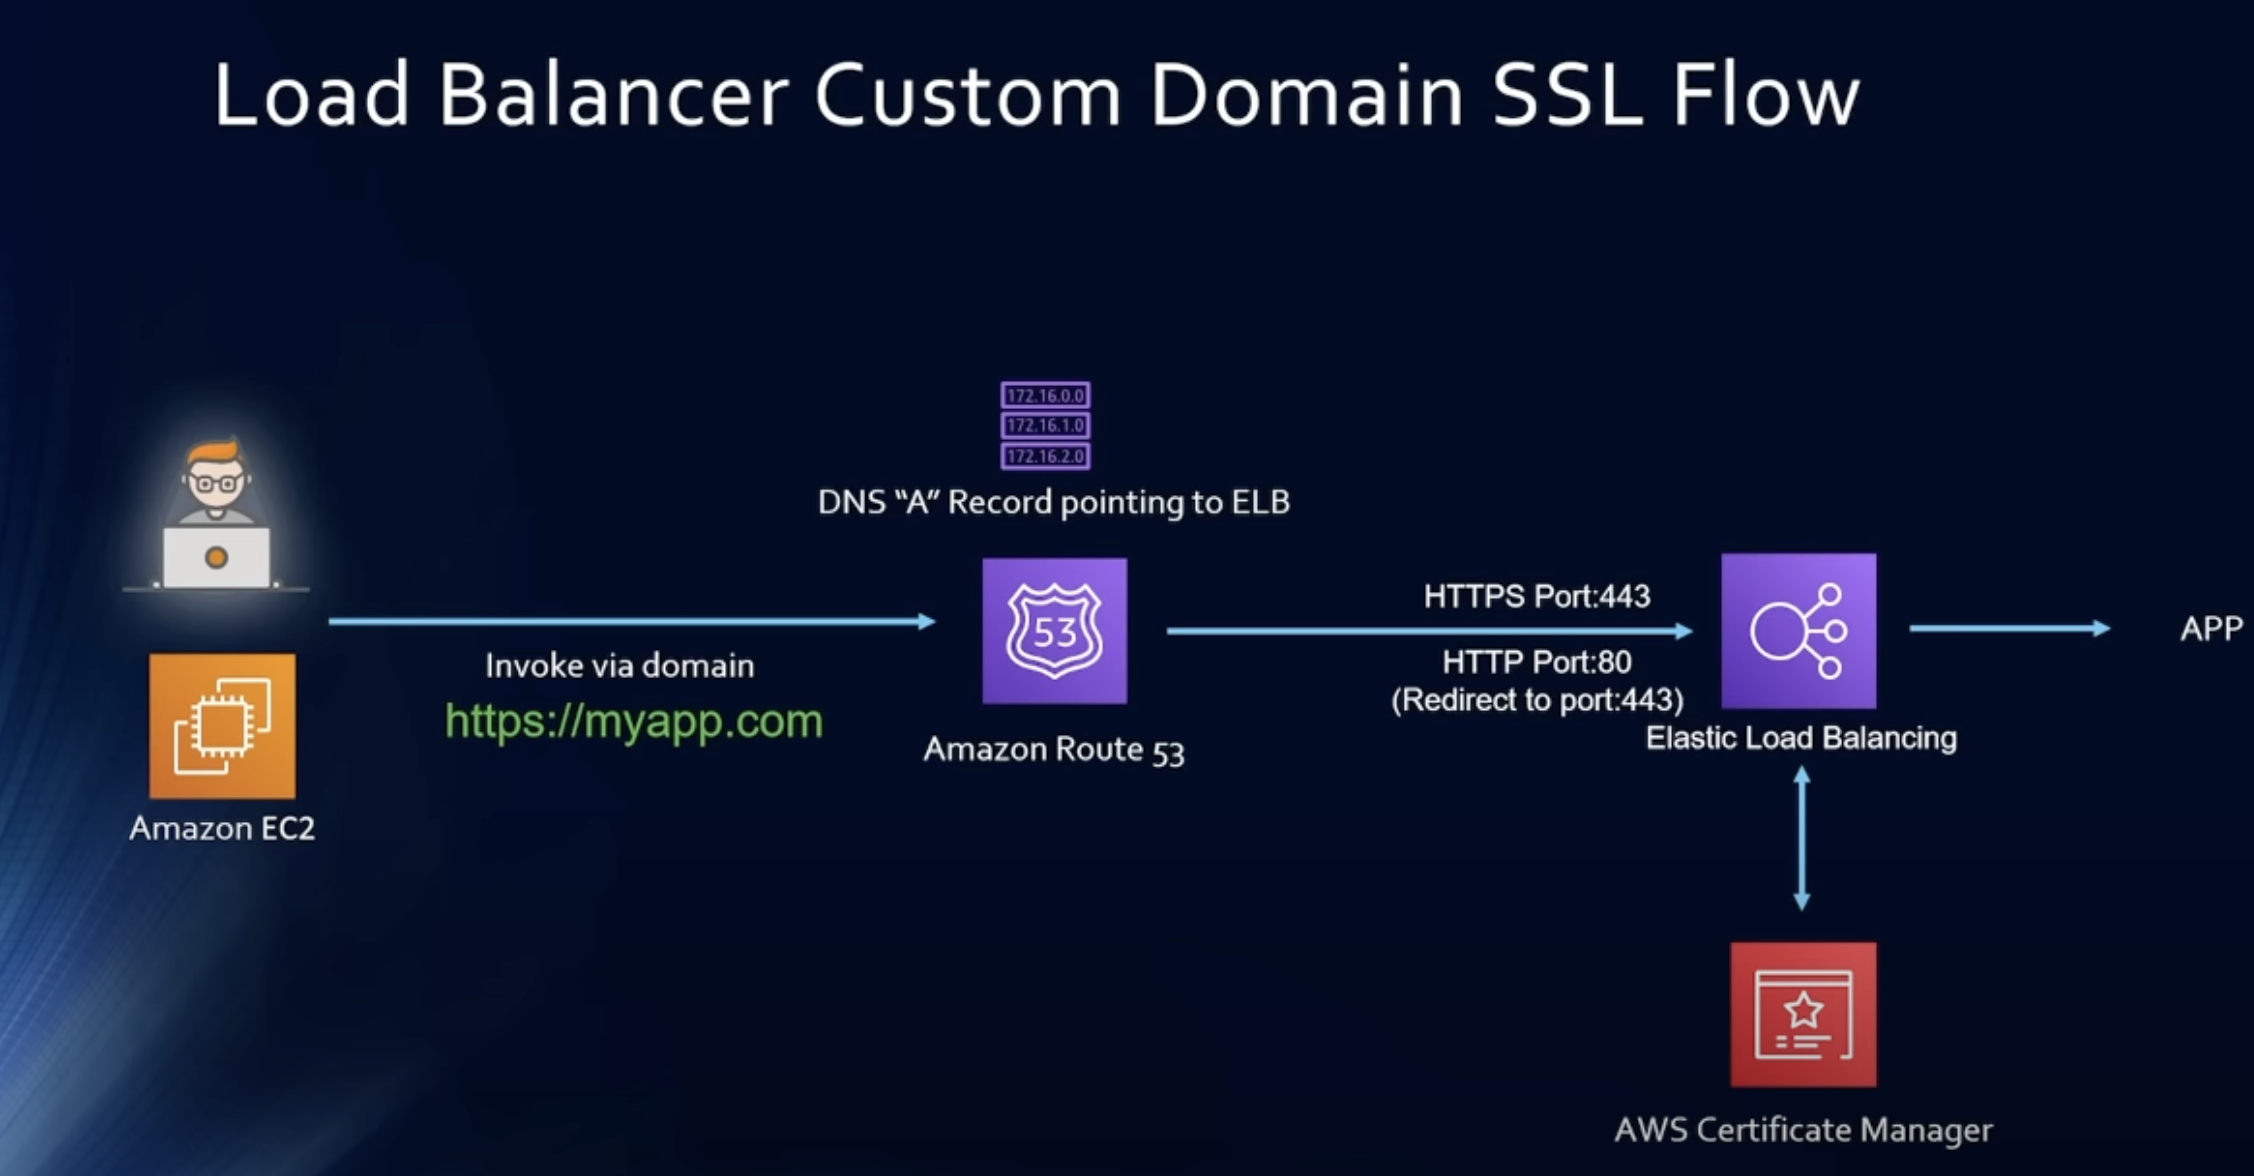 Load Balancer Custom Domain SSL Flow
172.16.0.0
172.16.1.0
172.16.2.0
DNS “A” Record pointing to ELB
Invoke via domain
https://myapp.com
Amazon EC2
53
Amazon Route 53
HTTPS Port:443
HTTP Port:80
(Redirect to port:443)
Elastic Load Balancing
APP
AWS Certificate Manager